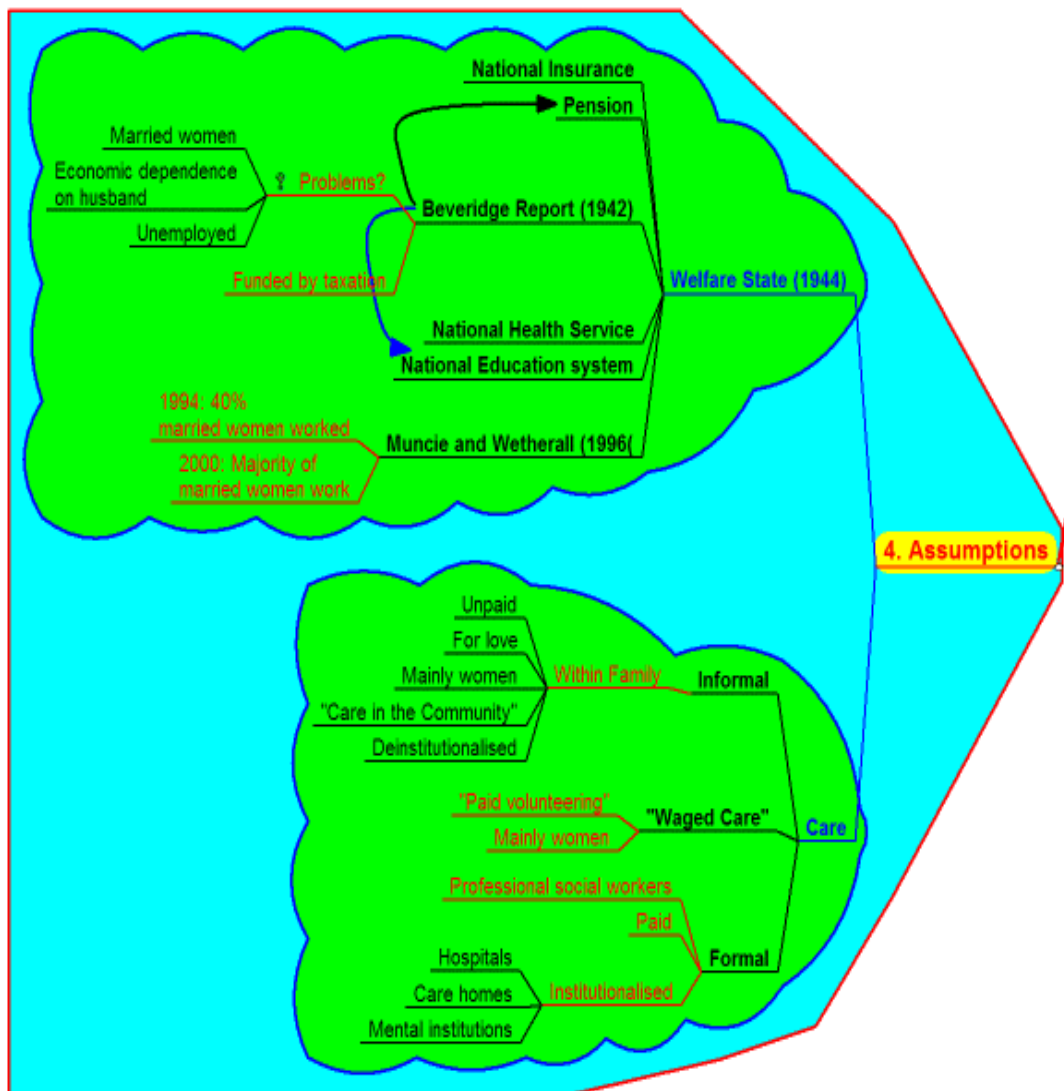 National Insurance
Pension
Married women
Economic dependence
on husband
Problems?
Beveridge Report (1942)
Unemployed
Funded by taxation
Welfare State (1944)
National Health Service
National Education system
1994: 40%
married women worked
Muncie and Wetherall (1996(
2000: Majority of
married women work
4. Assumptions
Unpaid
For love
Mainly women
Within Family
Informal
"Care in the Community"
Deinstitutionalised
"Paid volunteering"
"Waged Care"
Care
Mainly women
Professional social workers
Paid
Formal
Hospitals
Care homes
Institutionalised
Mental institutions